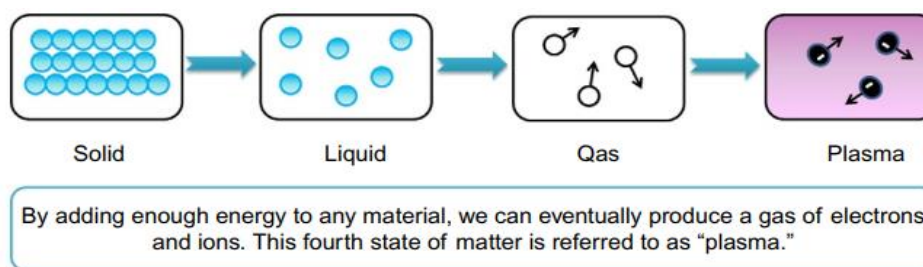 Solid
Liquid
Qas
Plasma
By adding enough energy to any material, we can eventually produce a gas of electrons
and ions. This fourth state of matter is referred to as “plasma.”